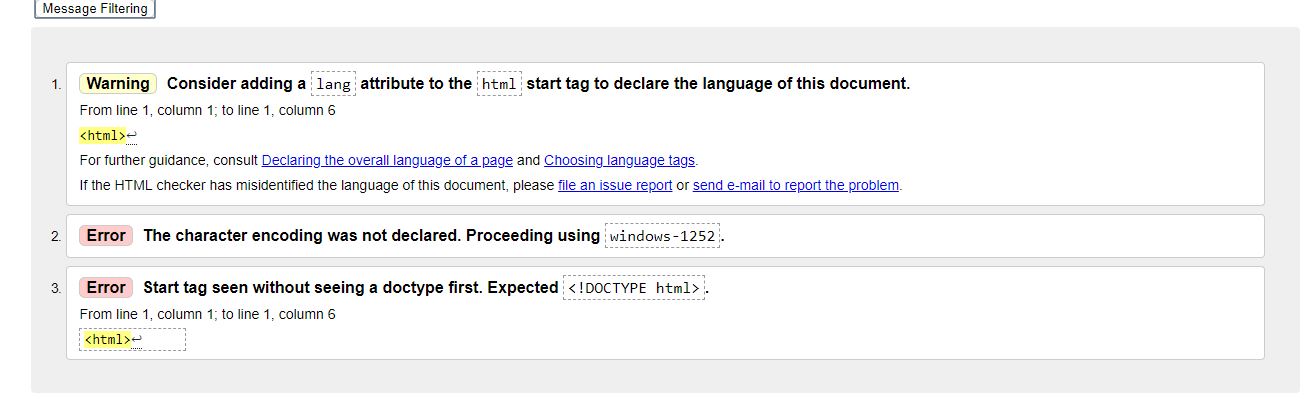 Message Filtering
1. Warning Consider adding a lang attribute to the html start tag to declare the language of this document.
From line 1, column 1; to line 1, column 6
<html>↩
For further guidance, consult Declaring the overall language of a page and Choosing language tags.
If the HTML checker has misidentified the language of this document, please file an issue report or send e-mail to report the problem.
2. Error The character encoding was not declared. Proceeding using windows-1252.
3. Error Start tag seen without seeing a doctype first. Expected <!DOCTYPE html>.
From line 1, column 1; to line 1, column 6
<html>↩